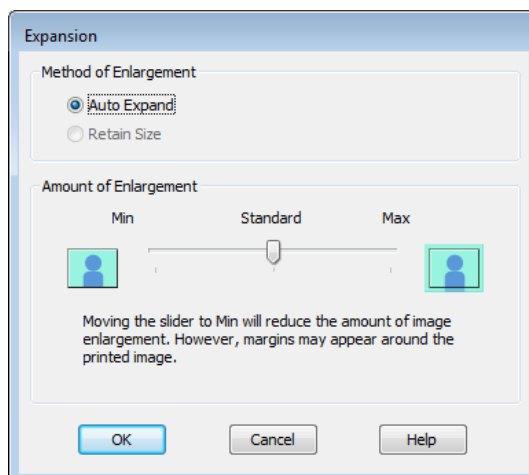 Expansion
Method of Enlargement
Auto Expand
Retain Size
Amount of Enlargement
Min Standard Max
Moving the slider to Min will reduce the amount of image
enlargement. However, margins may appear around the
printed image.
OK Cancel Help